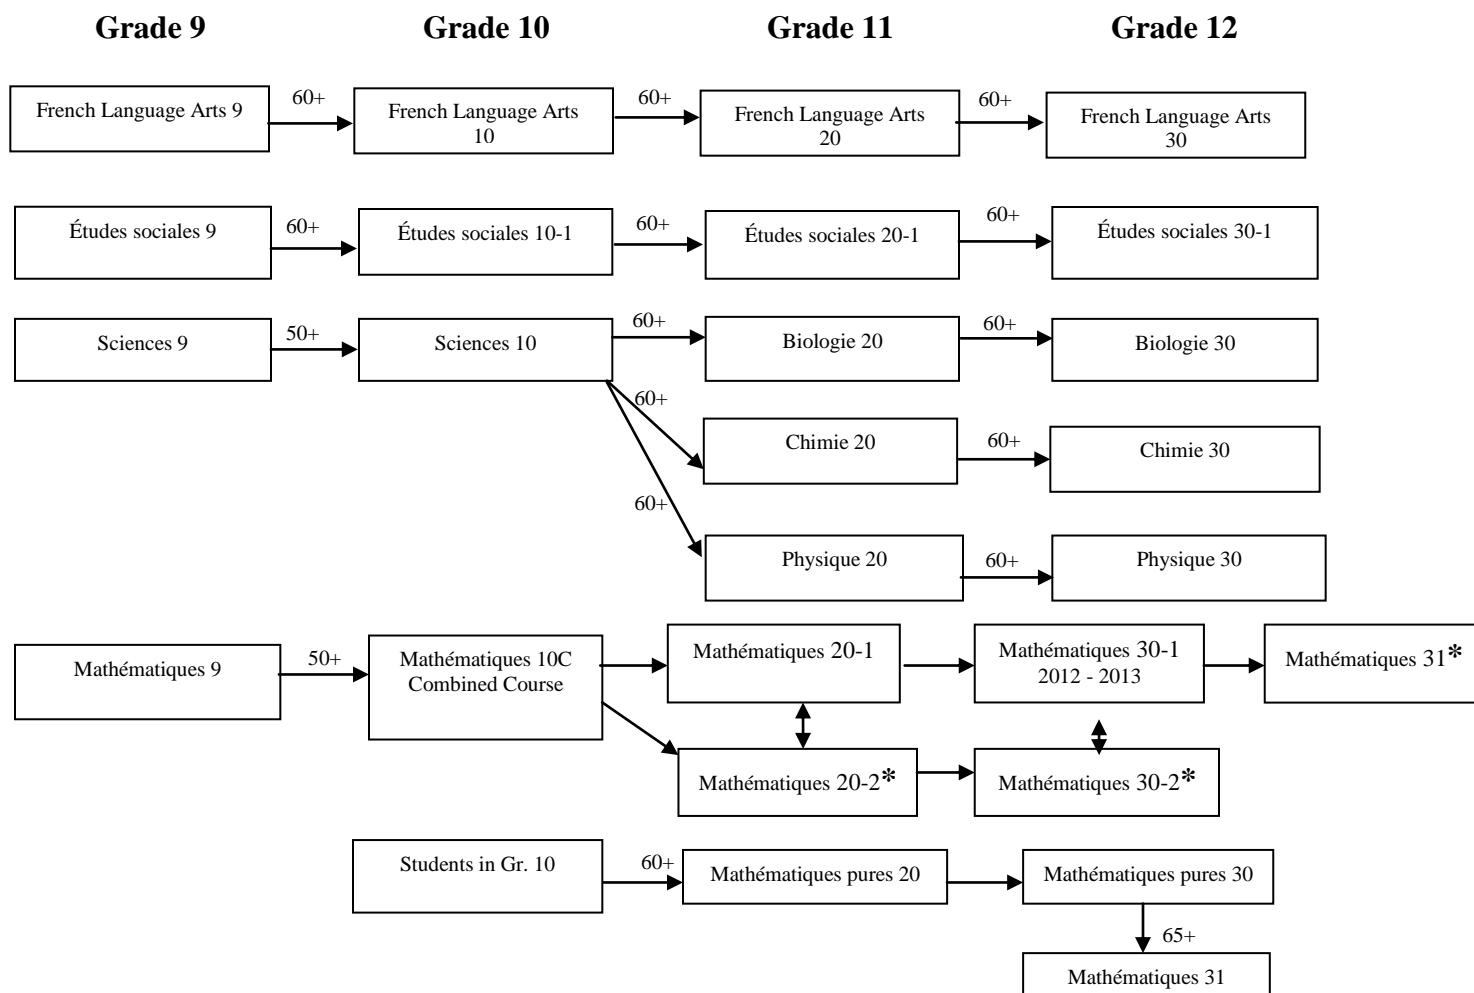 Grade 9 Grade 10 Grade 11 Grade 12
60+ 60+ 60+
French Language Arts 9
French Language Arts
10
French Language Arts
20
French Language Arts
30
60+ 60+ 60+
Études sociales 9 Études sociales 10-1 Études sociales 20-1 Études sociales 30-1
50+ 60+ 60+
Sciences 9 Sciences 10 Biologie 20 Biologie 30
60+
Chimie 20 60+ Chimie 30
60+
Physique 20 60+ Physique 30
Mathématiques 9 50+
Mathématiques 10C
Combined Course
Mathématiques 20-1
Mathématiques 30-1
2012 - 2013
Mathématiques 31*
Mathématiques 20-2* Mathématiques 30-2*
Students in Gr. 10 60+ Mathématiques pures 20 Mathématiques pures 30
65+
Mathématiques 31